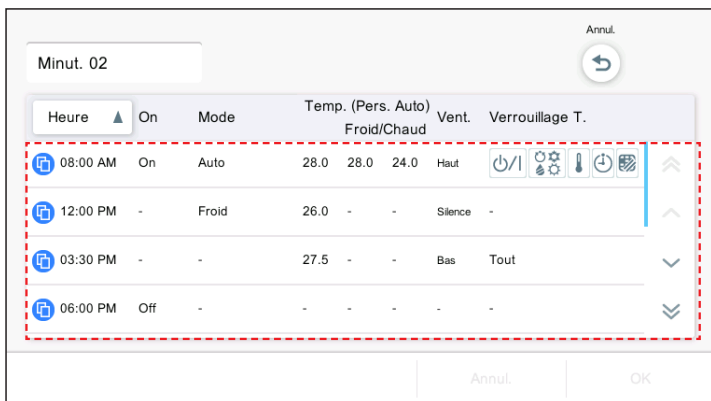 Annul.
Minut. 02
Heure On Mode Temp. (Pers. Auto) Froid/Chaud Vent. Verrouillage T.
08:00 AM On Auto 28.0 28.0 24.0 Haut
12:00 PM - Froid 26.0 - - Silence -
03:30 PM - - 27.5 - - Bas Tout
06:00 PM Off - - - - - -
Annul. OK